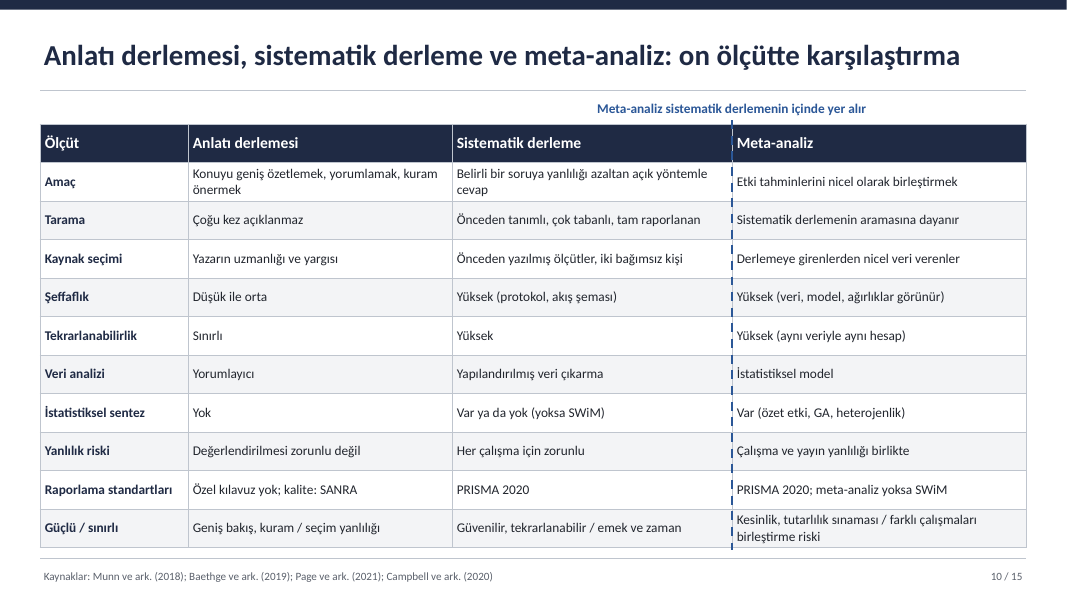 Anlatı derlemesi, sistematik derleme ve meta-analiz: on ölçütte karşılaştırma
Meta-analiz sistematik derlemenin içinde yer alır
Ölçüt Anlatı derlemesi Sistematik derleme Meta-analiz
Amaç Konuyu geniş özetlemek, yorumlamak, kuram önermek Belirli bir soruya yanlılığı azaltan açık yöntemle cevap Etki tahminlerini nicel olarak birleştirmek
Tarama Çoğu kez açıklanmaz Önceden tanımlı, çok tabanlı, tam raporlanan Sistematik derlemenin aramasına dayanır
Kaynak seçimi Yazarın uzmanlığı ve yargısı Önceden yazılmış ölçütler, iki bağımsız kişi Derlemeye girenlerden nicel veri verenler
Şeffaflık Düşük ile orta Yüksek (protokol, akış şeması) Yüksek (veri, model, ağırlıklar görünür)
Tekrarlanabilirlik Sınırlı Yüksek Yüksek (aynı veriyle aynı hesap)
Veri analizi Yorumlayıcı Yapılandırılmış veri çıkarma İstatistiksel model
İstatistiksel sentez Yok Var ya da yok (yoksa SWiM) Var (özet etki, GA, heterojenlik)
Yanlılık riski Değerlendirilmesi zorunlu değil Her çalışma için zorunlu Çalışma ve yayın yanlılığı birlikte
Raporlama standartları Özel kılavuz yok; kalite: SANRA PRISMA 2020 PRISMA 2020; meta-analiz yoksa SWiM
Güçlü / sınırlı Geniş bakış, kuram / seçim yanlılığı Güvenilir, tekrarlanabilir / emek ve zaman Kesinlik, tutarlılık sınaması / farklı çalışmaları birleştirme riski
Kaynaklar: Munn ve ark. (2018); Baethge ve ark. (2019); Page ve ark. (2021); Campbell ve ark. (2020)
10 / 15